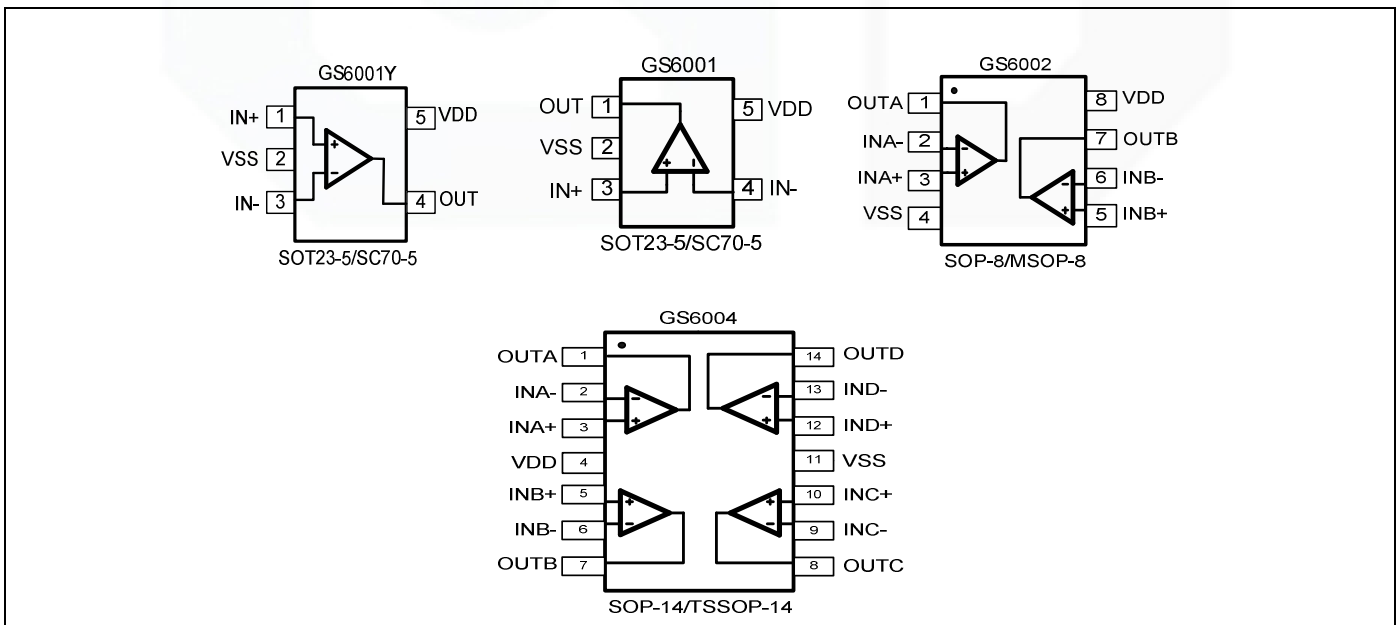 GS6001Y
IN+ 1
VSS 2
IN- 3
5 VDD
4 OUT
+
-
SOT23-5/SC70-5
GS6001
OUT 1
VSS 2
IN+ 3
5 VDD
4 IN-
+ -
SOT23-5/SC70-5
GS6002
OUTA 1
INA- 2
INA+ 3
VSS 4
8 VDD
7 OUTB
6 INB-
5 INB+
-
+
-
+
SOP-8/MSOP-8
GS6004
OUTA 1
INA- 2
INA+ 3
VDD 4
INB+ 5
INB- 6
OUTB 7
14 OUTD
13 IND-
12 IND+
11 VSS
10 INC+
9 INC-
8 OUTC
-
+
-
+
+
-
+
-
SOP-14/TSSOP-14